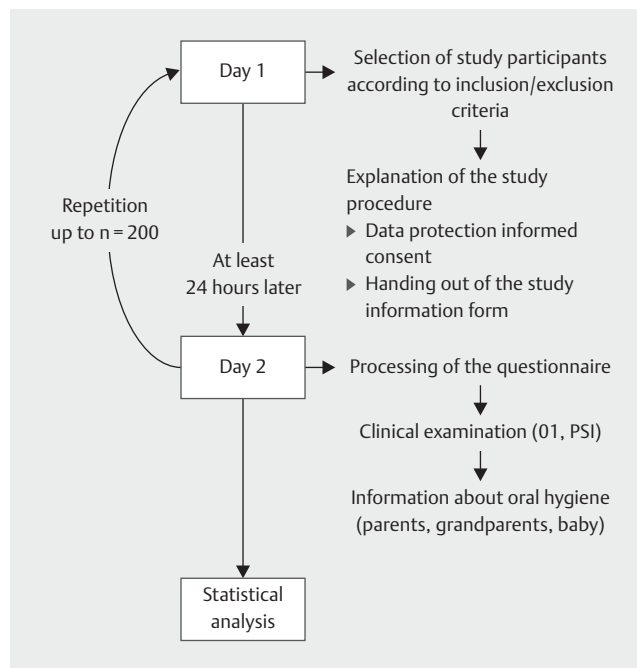 Day 1
Selection of study participants
according to inclusion/exclusion
criteria
Explanation of the study
procedure
▶ Data protection informed
consent
▶ Handing out of the study
information form
Repetition
up to n = 200
At least
24 hours later
Day 2
Processing of the questionnaire
Clinical examination (01, PSI)
Information about oral hygiene
(parents, grandparents, baby)
Statistical
analysis